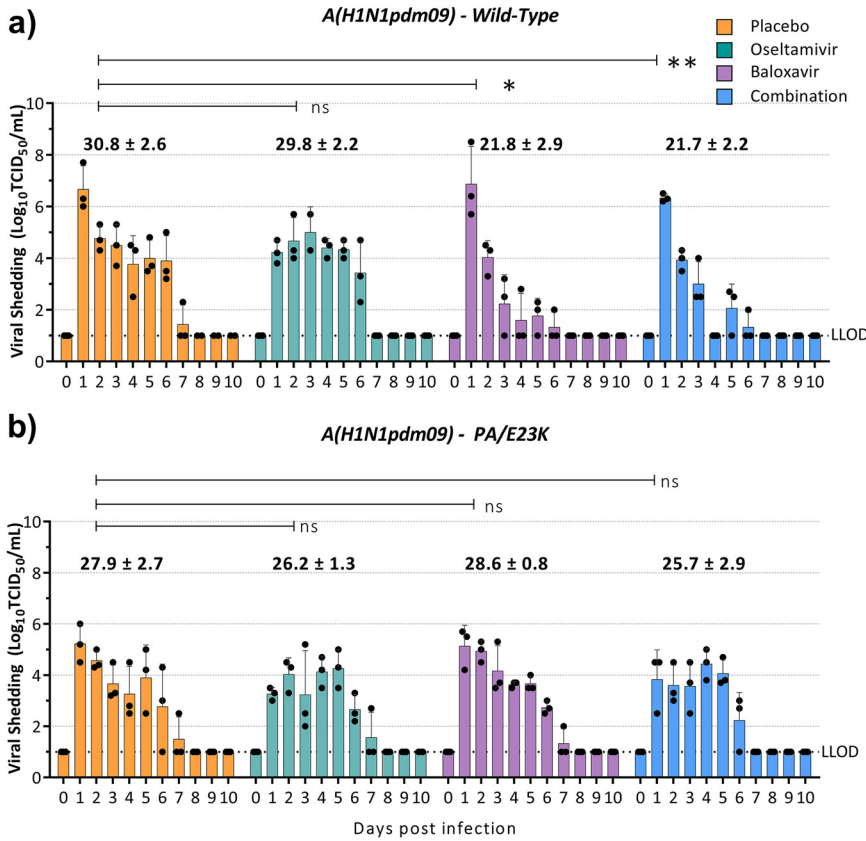 a)
A(H1N1pdm09) - Wild-Type
Placebo
Oseltamivir
Baloxavir
Combination
**
*
ns
Viral Shedding (Log10TCID50/mL)
10
8
6
4
2
0
30.8 ± 2.6
29.8 ± 2.2
21.8 ± 2.9
21.7 ± 2.2
LLOD
0 1 2 3 4 5 6 7 8 9 10 0 1 2 3 4 5 6 7 8 9 10 0 1 2 3 4 5 6 7 8 9 10 0 1 2 3 4 5 6 7 8 9 10
b)
A(H1N1pdm09) - PA/E23K
ns
ns
ns
Viral Shedding (Log10TCID50/mL)
10
8
6
4
2
0
27.9 ± 2.7
26.2 ± 1.3
28.6 ± 0.8
25.7 ± 2.9
LLOD
0 1 2 3 4 5 6 7 8 9 10 0 1 2 3 4 5 6 7 8 9 10 0 1 2 3 4 5 6 7 8 9 10 0 1 2 3 4 5 6 7 8 9 10
Days post infection